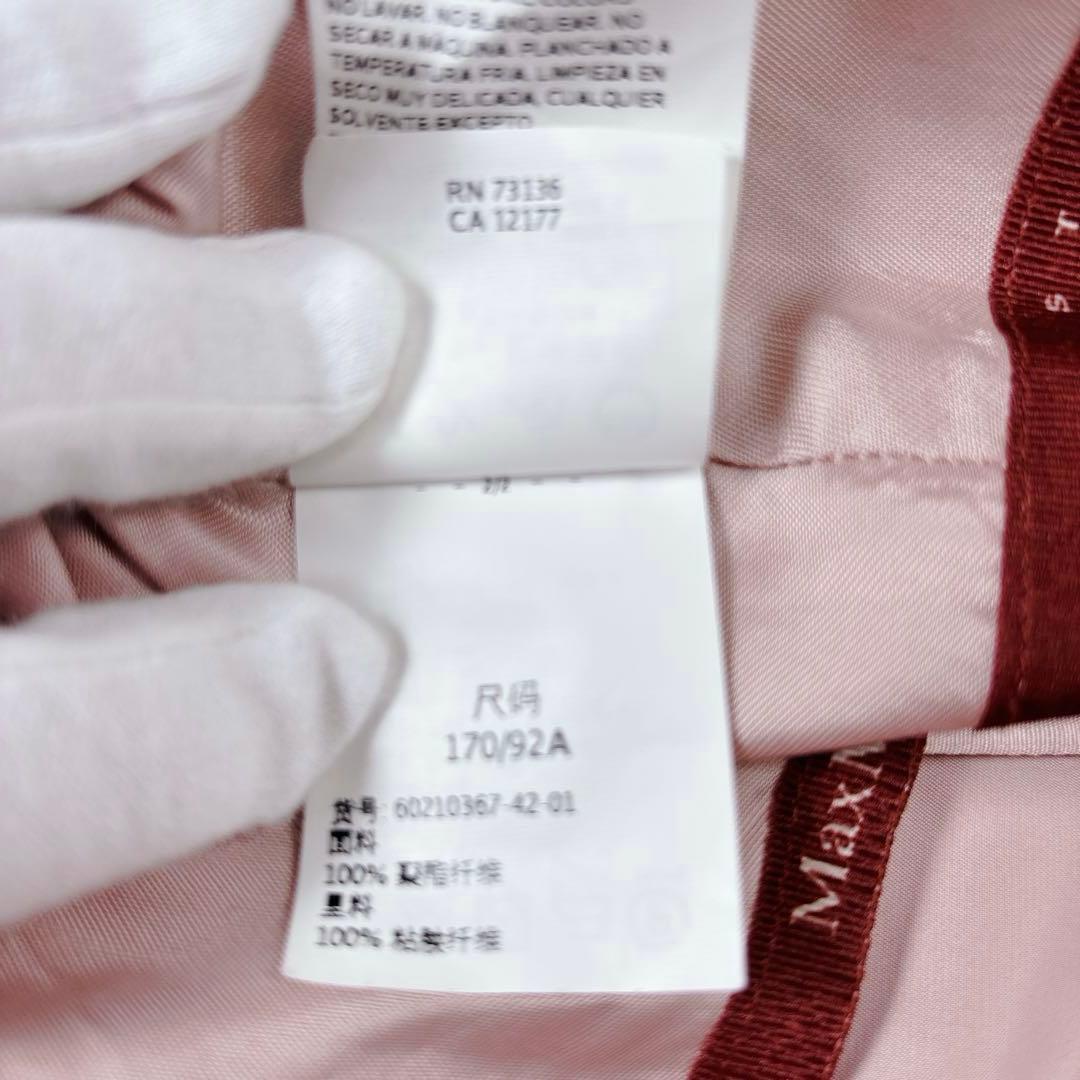 NO LAVAR. NO BLANQUEAR. NO
SECAR A MÁQUINA. PLANCHADO A
TEMPERATURA FRIA. LIMPIEZA EN
SECO MUY DELICADA, CUALQUIER
SOLVENTE EXCEPTO
RN 73136
CA 12177
2/2
尺码
170/92A
货号: 60210367-42-01
面料
100% 聚酯纤维
里料
100% 粘胶纤维
MaxM
s T